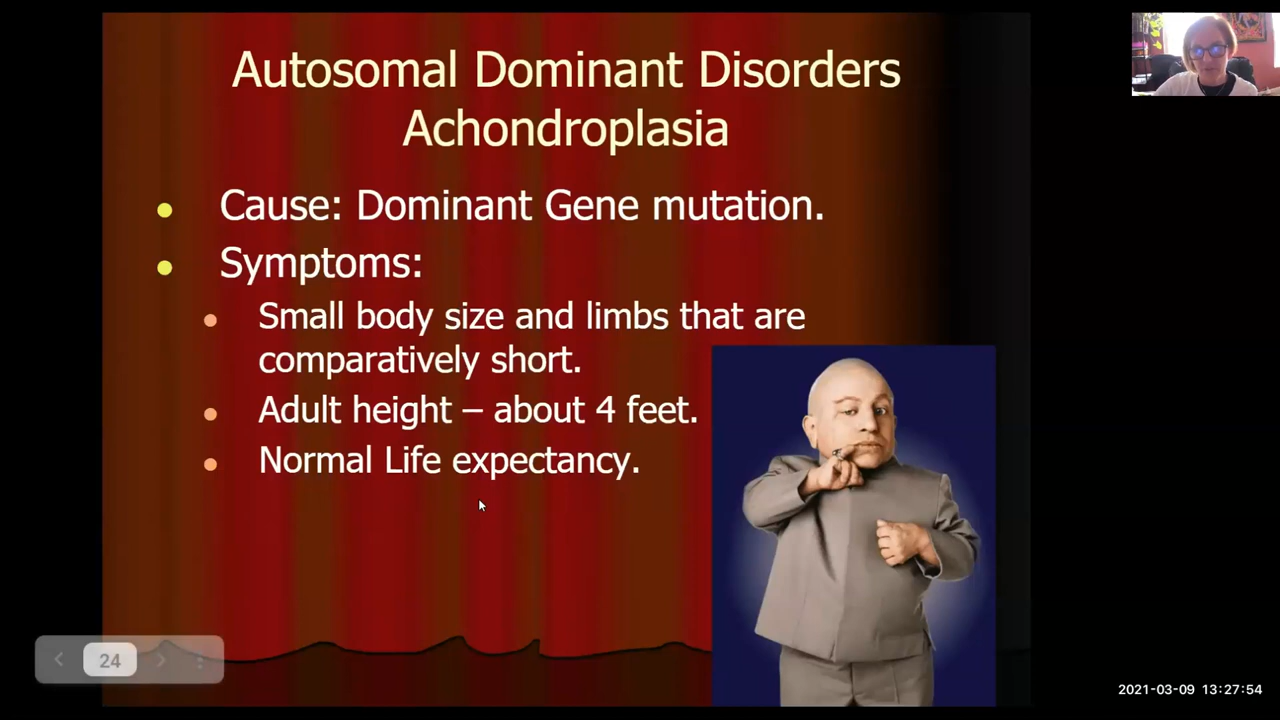 Autosomal Dominant Disorders
Achondroplasia
Cause: Dominant Gene mutation.
Symptoms:
Small body size and limbs that are
comparatively short.
Adult height – about 4 feet.
Normal Life expectancy.
24
2021-03-09 13:27:54